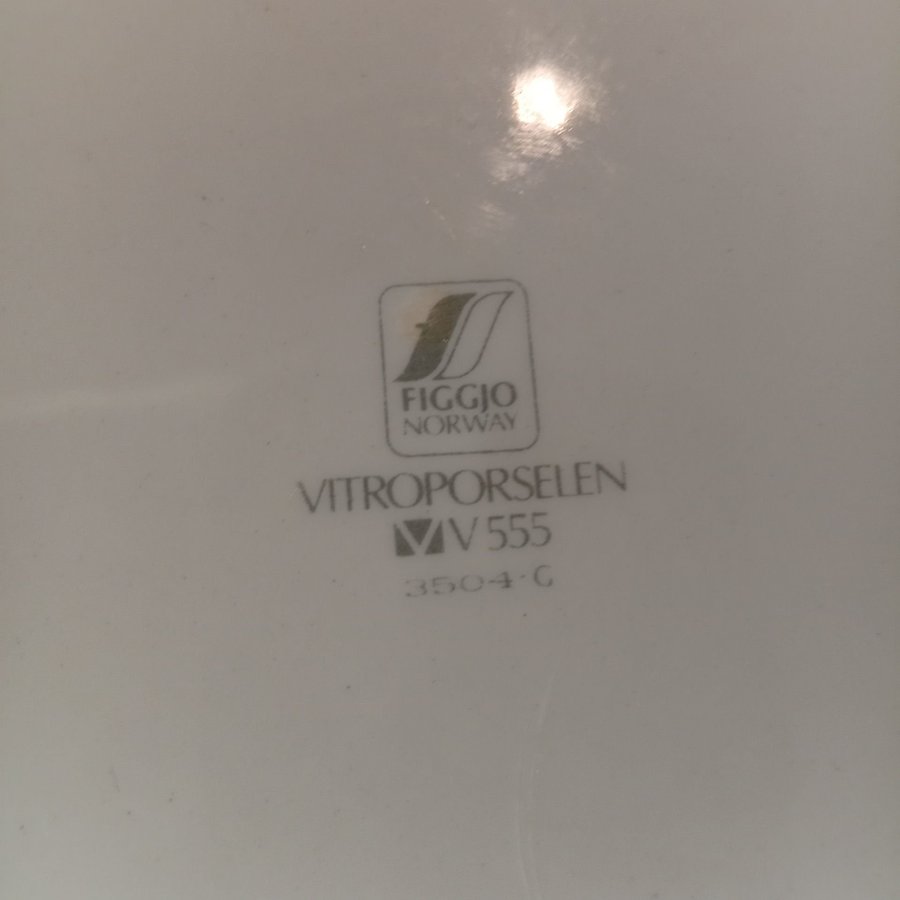 FIGGJO
NORWAY
VITROPORSELEN
V V 555
3504·G